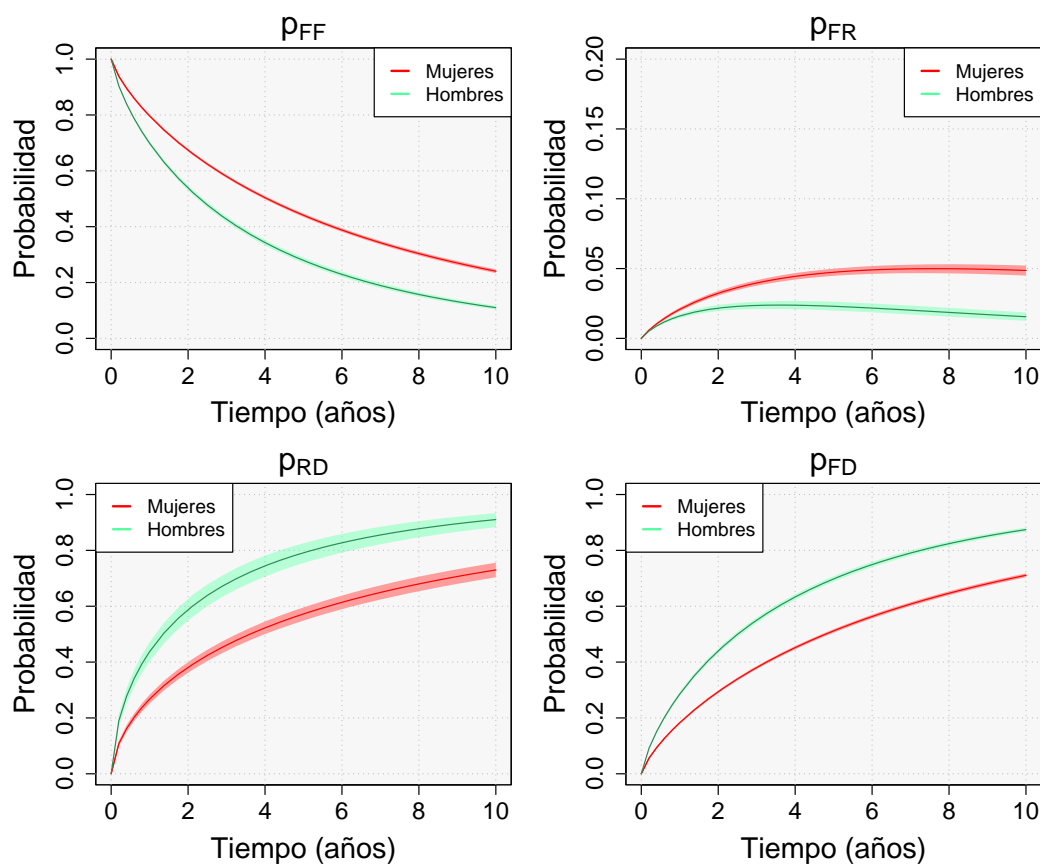 pFF
Mujeres
Hombres
Probabilidad
0.0 0.2 0.4 0.6 0.8 1.0
0 2 4 6 8 10
Tiempo (años)
pFR
Mujeres
Hombres
Probabilidad
0.00 0.05 0.10 0.15 0.20
0 2 4 6 8 10
Tiempo (años)
pRD
Mujeres
Hombres
Probabilidad
0.0 0.2 0.4 0.6 0.8 1.0
0 2 4 6 8 10
Tiempo (años)
pFD
Mujeres
Hombres
Probabilidad
0.0 0.2 0.4 0.6 0.8 1.0
0 2 4 6 8 10
Tiempo (años)